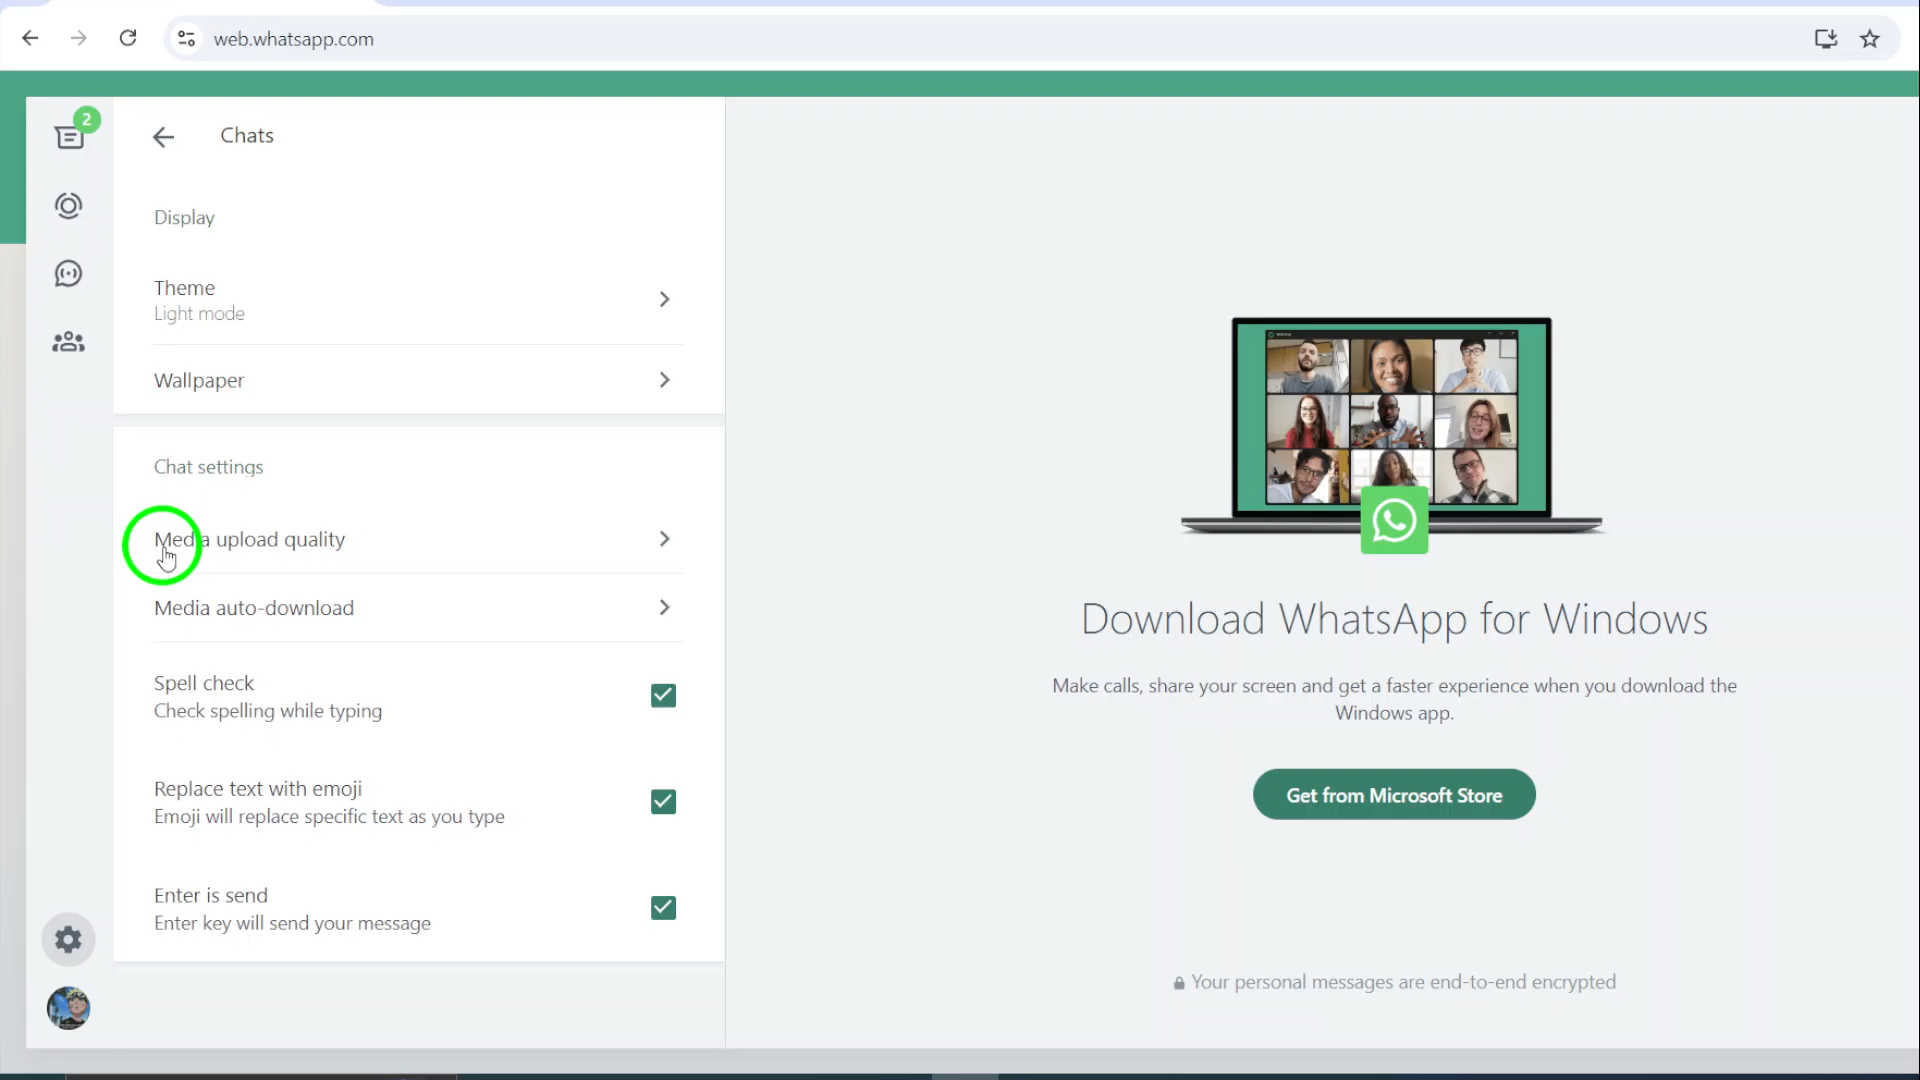 web.whatsapp.com
2
Chats
Display
Theme
Light mode
Wallpaper
Chat settings
Media upload quality
Media auto-download
Spell check
Check spelling while typing
Replace text with emoji
Emoji will replace specific text as you type
Enter is send
Enter key will send your message
Download WhatsApp for Windows
Make calls, share your screen and get a faster experience when you download the
Windows app.
Get from Microsoft Store
Your personal messages are end-to-end encrypted